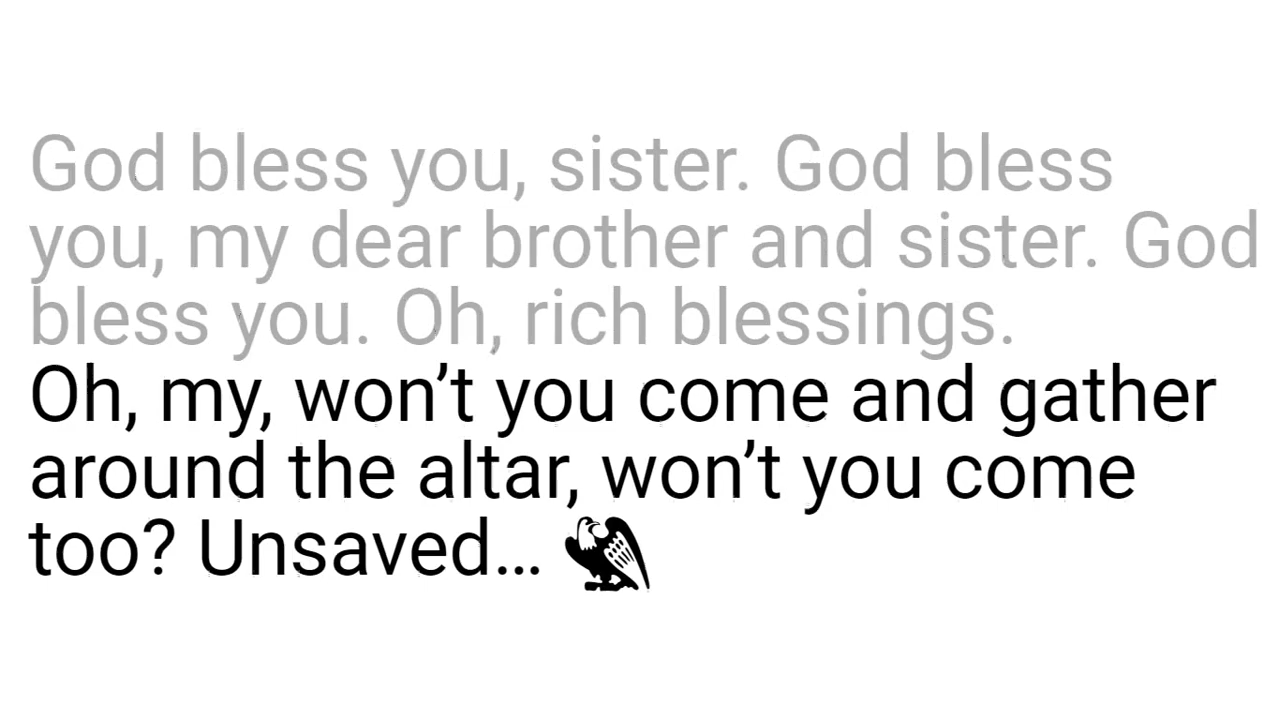 God bless you, sister. God bless
you, my dear brother and sister. God
bless you. Oh, rich blessings.
Oh, my, won’t you come and gather
around the altar, won’t you come
too? Unsaved…